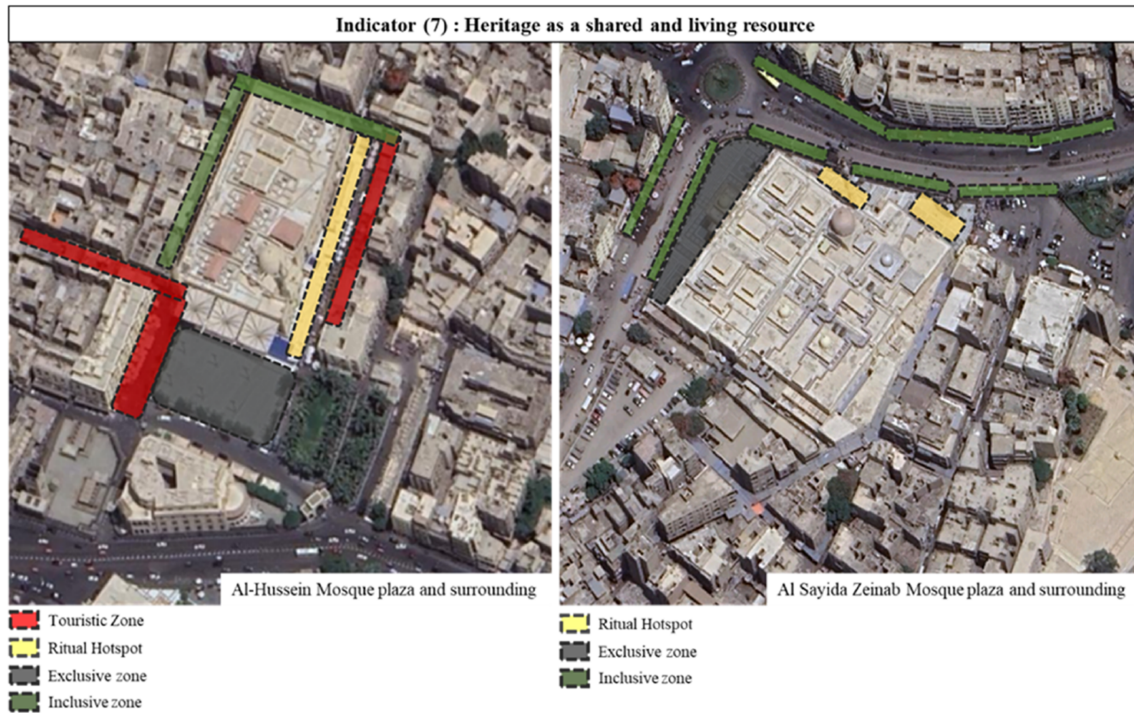 Indicator (7) : Heritage as a shared and living resource
Al-Hussein Mosque plaza and surrounding
Al Sayida Zeinab Mosque plaza and surrounding
Touristic Zone
Ritual Hotspot
Exclusive zone
Inclusive zone
Ritual Hotspot
Exclusive zone
Inclusive zone